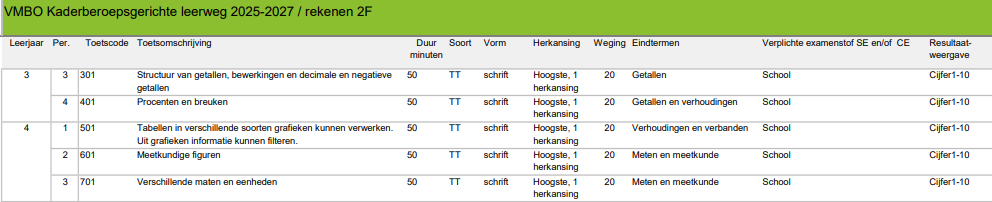 VMBO Kaderberoepsgerichte leerweg 2025-2027 / rekenen 2F
Leerjaar Per. Toetscode Toetsomschrijving Duur Soort Vorm Herkansing Weging Eindtermen Verplichte examenstof SE en/of CE Resultaat-
minuten weergave
3 3 301 Structuur van getallen, bewerkingen en decimale en negatieve 50 TT schrift Hoogste, 1 20 Getallen School Cijfer1-10
getallen herkansing
4 401 Procenten en breuken 50 TT schrift Hoogste, 1 20 Getallen en verhoudingen School Cijfer1-10
herkansing
4 1 501 Tabellen in verschillende soorten grafieken kunnen verwerken. 50 TT schrift Hoogste, 1 20 Verhoudingen en verbanden School Cijfer1-10
Uit grafieken informatie kunnen filteren. herkansing
2 601 Meetkundige figuren 50 TT schrift Hoogste, 1 20 Meten en meetkunde School Cijfer1-10
herkansing
3 701 Verschillende maten en eenheden 50 TT schrift Hoogste, 1 20 Meten en meetkunde School Cijfer1-10
herkansing